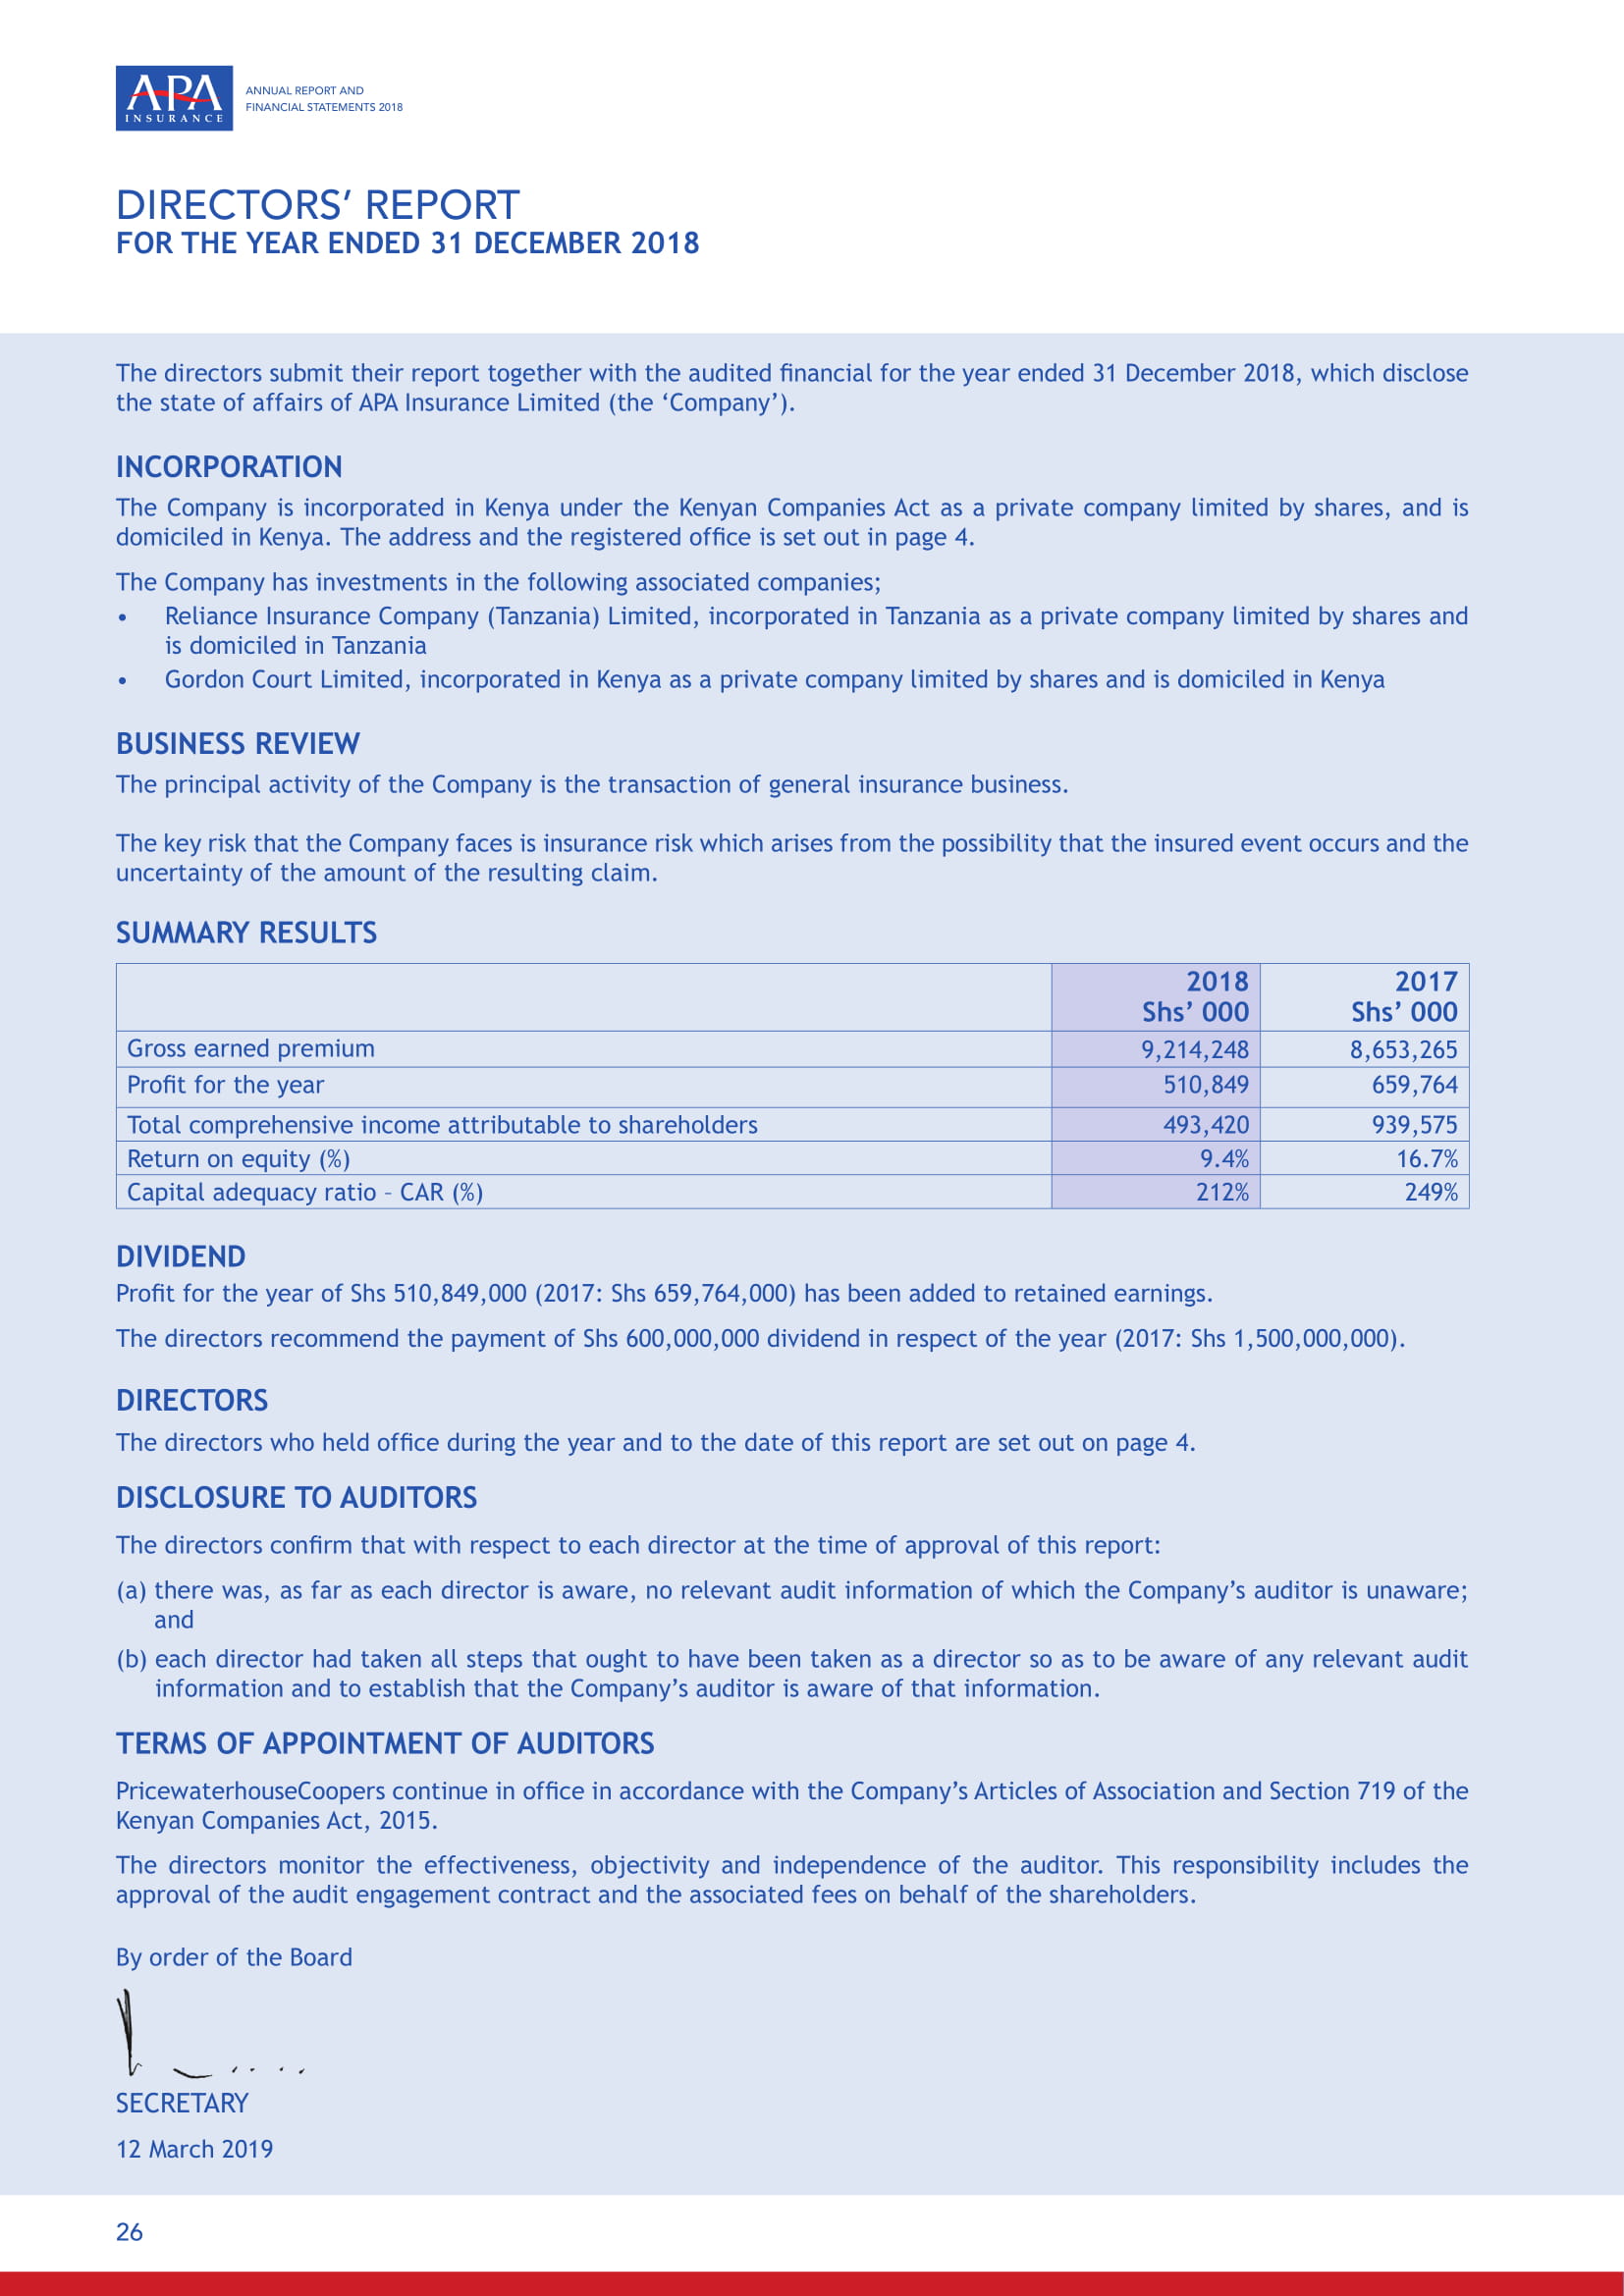 APA
INSURANCE
ANNUAL REPORT AND
FINANCIAL STATEMENTS 2018
DIRECTORS’ REPORT
FOR THE YEAR ENDED 31 DECEMBER 2018
The directors submit their report together with the audited financial for the year ended 31 December 2018, which disclose
the state of affairs of APA Insurance Limited (the ‘Company’).
INCORPORATION
The Company is incorporated in Kenya under the Kenyan Companies Act as a private company limited by shares, and is
domiciled in Kenya. The address and the registered office is set out in page 4.
The Company has investments in the following associated companies;
• Reliance Insurance Company (Tanzania) Limited, incorporated in Tanzania as a private company limited by shares and
is domiciled in Tanzania
• Gordon Court Limited, incorporated in Kenya as a private company limited by shares and is domiciled in Kenya
BUSINESS REVIEW
The principal activity of the Company is the transaction of general insurance business.
The key risk that the Company faces is insurance risk which arises from the possibility that the insured event occurs and the
uncertainty of the amount of the resulting claim.
SUMMARY RESULTS
2018 2017
Shs’ 000 Shs’ 000
Gross earned premium 9,214,248 8,653,265
Profit for the year 510,849 659,764
Total comprehensive income attributable to shareholders 493,420 939,575
Return on equity (%) 9.4% 16.7%
Capital adequacy ratio – CAR (%) 212% 249%
DIVIDEND
Profit for the year of Shs 510,849,000 (2017: Shs 659,764,000) has been added to retained earnings.
The directors recommend the payment of Shs 600,000,000 dividend in respect of the year (2017: Shs 1,500,000,000).
DIRECTORS
The directors who held office during the year and to the date of this report are set out on page 4.
DISCLOSURE TO AUDITORS
The directors confirm that with respect to each director at the time of approval of this report:
(a) there was, as far as each director is aware, no relevant audit information of which the Company’s auditor is unaware;
and
(b) each director had taken all steps that ought to have been taken as a director so as to be aware of any relevant audit
information and to establish that the Company’s auditor is aware of that information.
TERMS OF APPOINTMENT OF AUDITORS
PricewaterhouseCoopers continue in office in accordance with the Company’s Articles of Association and Section 719 of the
Kenyan Companies Act, 2015.
The directors monitor the effectiveness, objectivity and independence of the auditor. This responsibility includes the
approval of the audit engagement contract and the associated fees on behalf of the shareholders.
By order of the Board
SECRETARY
12 March 2019
26